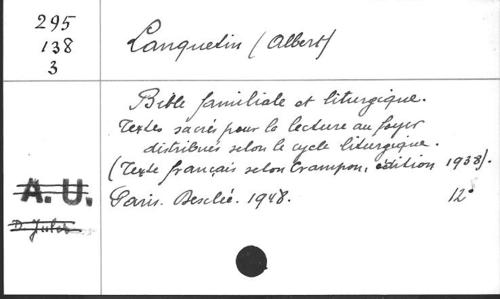 295
138
3
Lanquetin (Albert)
Bible familiale et liturgique.
Textes sacrés pour la lecture au foyer
distribués selon le cycle liturgique.
(Texte français selon Crampon, édition 1938).
A. U.
Paris. Desclée. 1948. 12°
D.